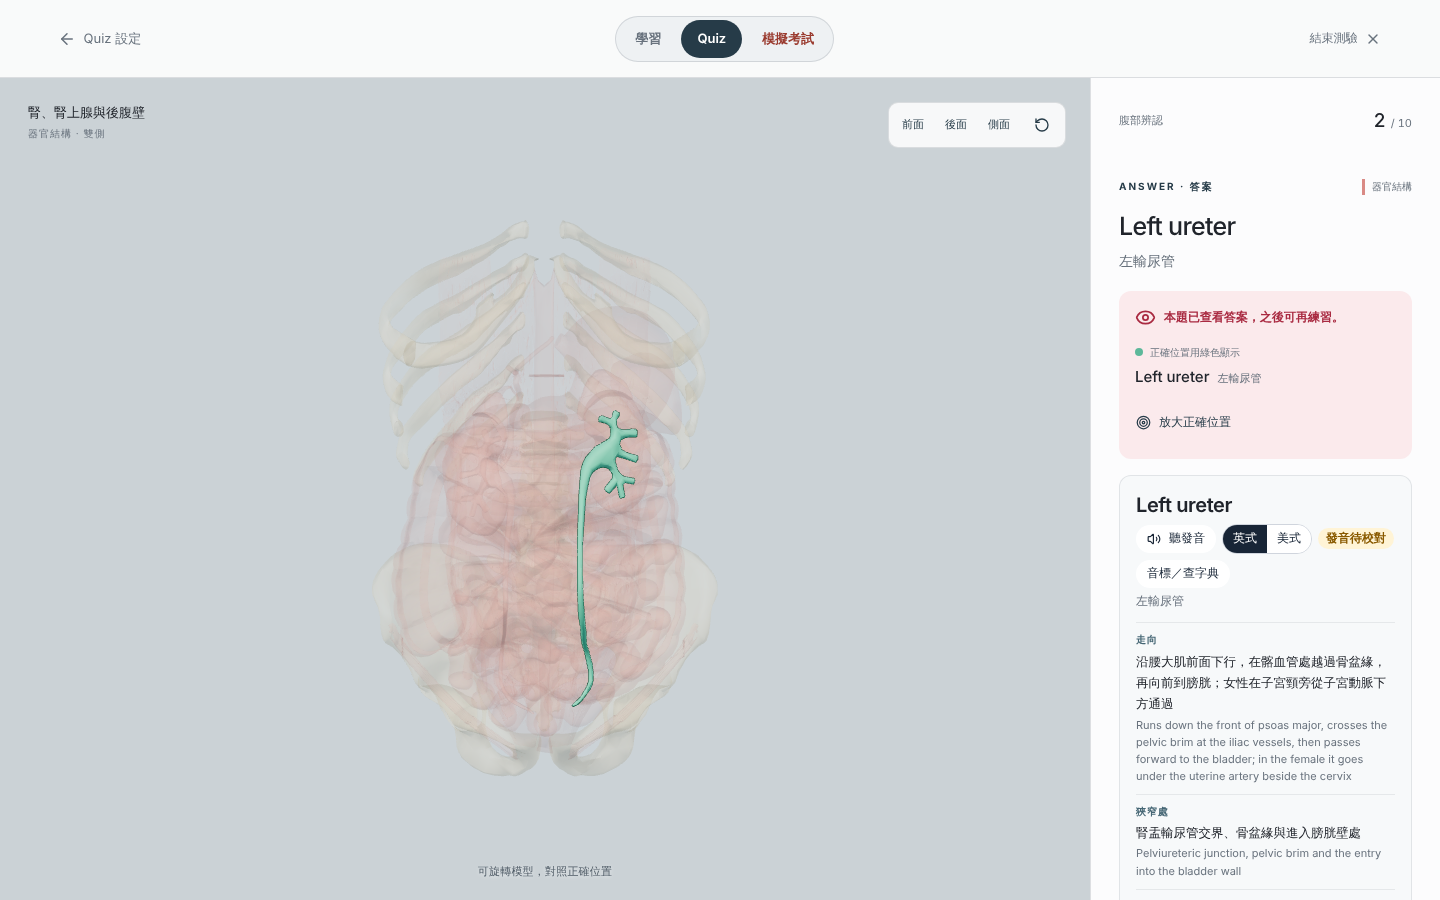 Quiz 設定
學習
Quiz
模擬考試
結束測驗
腎、腎上腺與後腹壁
器官結構 · 雙側
前面
後面
側面
可旋轉模型，對照正確位置
腹部辨認
2 / 10
ANSWER · 答案
器官結構
Left ureter
左輸尿管
本題已查看答案，之後可再練習。
正確位置用綠色顯示
Left ureter 左輸尿管
放大正確位置
Left ureter
聽發音
英式
美式
發音待校對
音標／查字典
左輸尿管
走向
沿腰大肌前面下行，在髂血管處越過骨盆緣，
再向前到膀胱；女性在子宮頸旁從子宮動脈下
方通過
Runs down the front of psoas major, crosses the
pelvic brim at the iliac vessels, then passes
forward to the bladder; in the female it goes
under the uterine artery beside the cervix
狹窄處
腎盂輸尿管交界、骨盆緣與進入膀胱壁處
Pelviureteric junction, pelvic brim and the entry
into the bladder wall